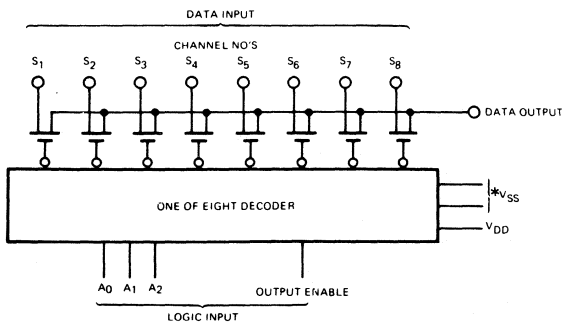 DATA INPUT
CHANNEL NO'S
S1 S2 S3 S4 S5 S6 S7 S8
DATA OUTPUT
ONE OF EIGHT DECODER
*VSS
VDD
A0 A1 A2 OUTPUT ENABLE
LOGIC INPUT